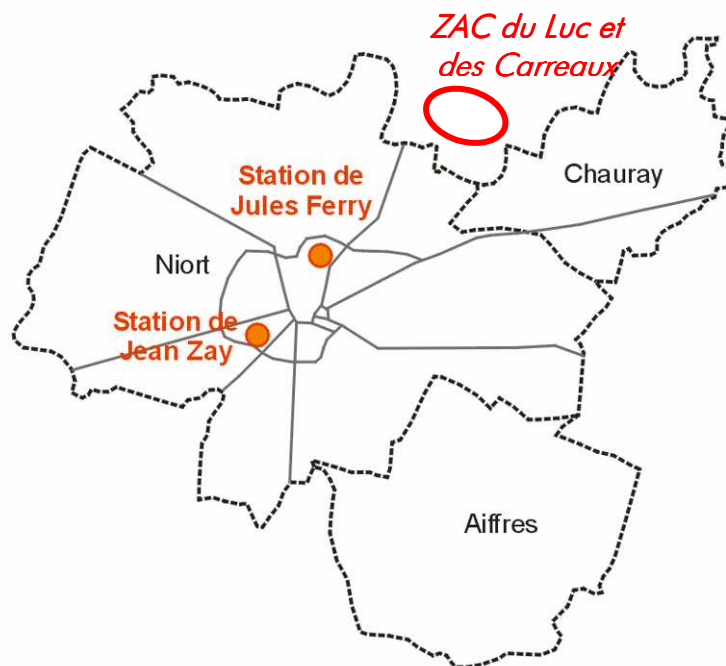 ZAC du Luc et
des Carreaux
Chauray
Station de
Jules Ferry
Niort
Station de
Jean Zay
Aiffres